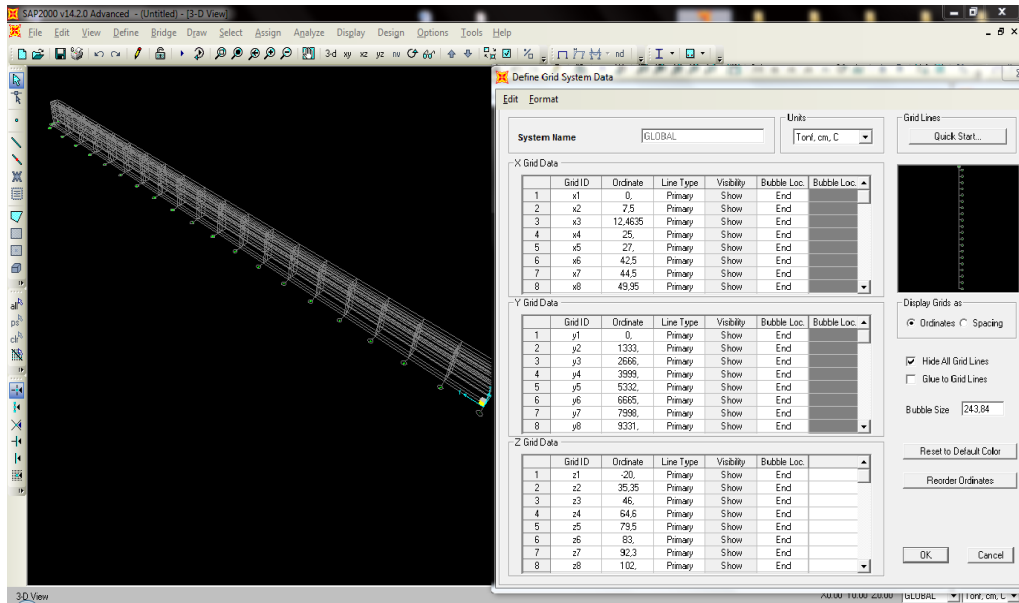 SAP2000 v14.2.0 Advanced - (Untitled) - [3-D View]
File Edit View Define Bridge Draw Select Assign Analyze Display Design Options Tools Help
3-d xy xz yz nv nd
Define Grid System Data
Edit Format
System Name GLOBAL
Units
Tonf, cm, C
Grid Lines
Quick Start...
X Grid Data
Grid ID Ordinate Line Type Visibility Bubble Loc. Bubble Loc.
1 x1 0, Primary Show End
2 x2 7,5 Primary Show End
3 x3 12,4635 Primary Show End
4 x4 25, Primary Show End
5 x5 27, Primary Show End
6 x6 42,5 Primary Show End
7 x7 44,5 Primary Show End
8 x8 49,95 Primary Show End
Y Grid Data
Grid ID Ordinate Line Type Visibility Bubble Loc. Bubble Loc.
1 y1 0, Primary Show End
2 y2 1333, Primary Show End
3 y3 2666, Primary Show End
4 y4 3999, Primary Show End
5 y5 5332, Primary Show End
6 y6 6665, Primary Show End
7 y7 7998, Primary Show End
8 y8 9331, Primary Show End
Z Grid Data
Grid ID Ordinate Line Type Visibility Bubble Loc.
1 z1 -20, Primary Show End
2 z2 35,35 Primary Show End
3 z3 46, Primary Show End
4 z4 64,6 Primary Show End
5 z5 79,5 Primary Show End
6 z6 83, Primary Show End
7 z7 92,3 Primary Show End
8 z8 102, Primary Show End
Display Grids as
Ordinates Spacing
Hide All Grid Lines
Glue to Grid Lines
Bubble Size 243,84
Reset to Default Color
Reorder Ordinates
OK Cancel
all
ps
clr
3-D View
X0.00 Y0.00 Z0.00 GLOBAL Tonf, cm, C